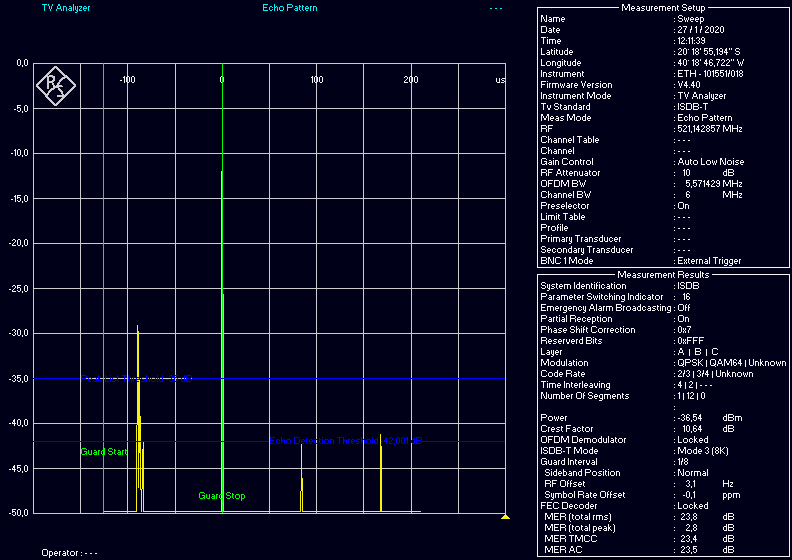 TV Analyzer Echo Pattern ---
0,0
-5,0
-10,0
-15,0
-20,0
-25,0
-30,0
-35,0
-40,0
-45,0
-50,0
-100 0 100 us
200
Echo Detection Threshold -42,00 dB
Guard Start
Guard Stop
Operator : ---
Measurement Setup
Name : Sweep
Date : 27 / 1 / 2020
Time : 12:11:39
Latitude : 20° 18' 55,194'' S
Longitude : 40° 18' 46,722'' W
Instrument : ETH - 101551/018
Firmware Version : V4.40
Instrument Mode : TV Analyzer
Tv Standard : ISDB-T
Meas Mode : Echo Pattern
RF : 521,142857 MHz
Channel Table : ---
Channel : ---
Gain Control : Auto Low Noise
RF Attenuator : 10 dB
OFDM BW : 5,571429 MHz
Channel BW : 6 MHz
Preselector : On
Limit Table : ---
Profile : ---
Primary Transducer : ---
Secondary Transducer : ---
BNC 1 Mode : External Trigger
Measurement Results
System Identification : ISDB
Parameter Switching Indicator : 16
Emergency Alarm Broadcasting : Off
Partial Reception : On
Phase Shift Correction : 0x7
Reserverd Bits : 0xFFF
Layer : A | B | C
Modulation : QPSK | QAM64 | Unknown
Code Rate : 2/3 | 3/4 | Unknown
Time Interleaving : 4 | 2 | ---
Number Of Segments : 1 | 12 | 0
:
Power : -36,54 dBm
Crest Factor : 10,64 dB
OFDM Demodulator : Locked
ISDB-T Mode : Mode 3 (8K)
Guard Interval : 1/8
Sideband Position : Normal
RF Offset : 3,1 Hz
Symbol Rate Offset : -0,1 ppm
FEC Decoder : Locked
MER (total rms) : 23,8 dB
MER (total peak) : 2,8 dB
MER TMCC : 23,4 dB
MER AC : 23,5 dB